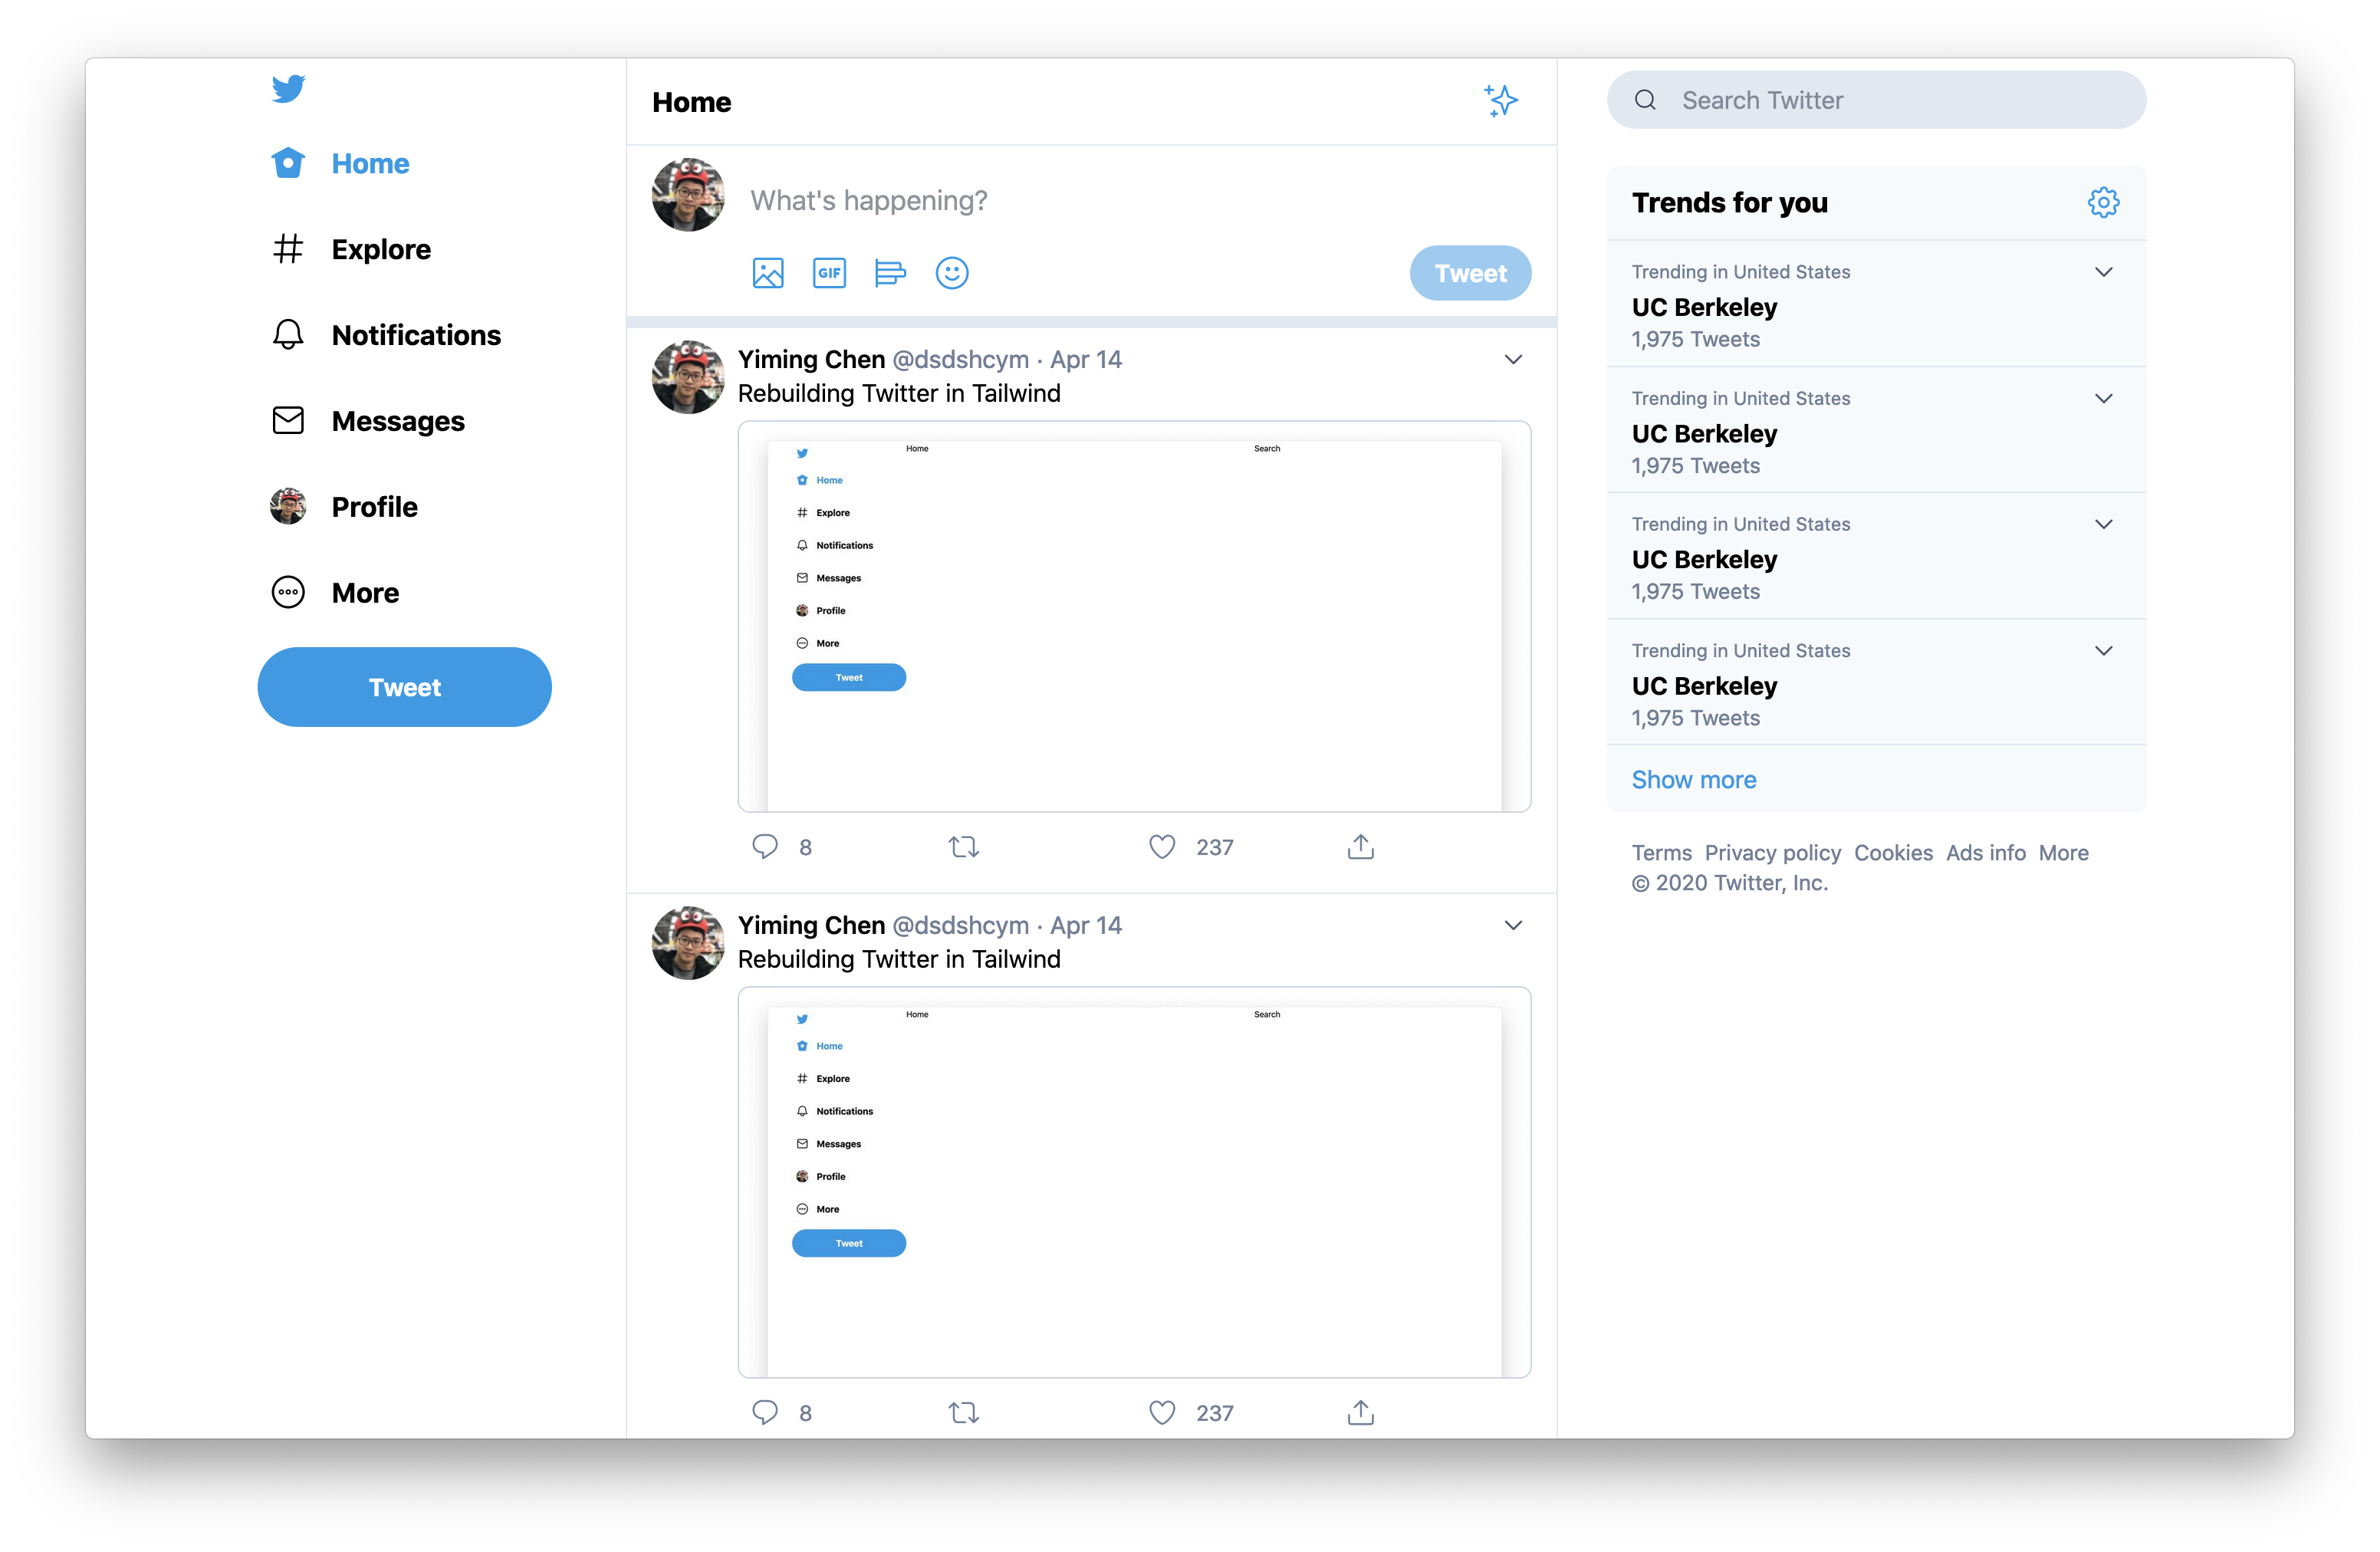 Home
Explore
Notifications
Messages
Profile
More
Tweet
Home
What's happening?
GIF
Tweet
Yiming Chen @dsdshcym · Apr 14
Rebuilding Twitter in Tailwind
Home
Search
Home
Explore
Notifications
Messages
Profile
More
Tweet
8
237
Yiming Chen @dsdshcym · Apr 14
Rebuilding Twitter in Tailwind
Home
Search
Home
Explore
Notifications
Messages
Profile
More
Tweet
8
237
Search Twitter
Trends for you
Trending in United States
UC Berkeley
1,975 Tweets
Trending in United States
UC Berkeley
1,975 Tweets
Trending in United States
UC Berkeley
1,975 Tweets
Trending in United States
UC Berkeley
1,975 Tweets
Show more
Terms Privacy policy Cookies Ads info More
© 2020 Twitter, Inc.